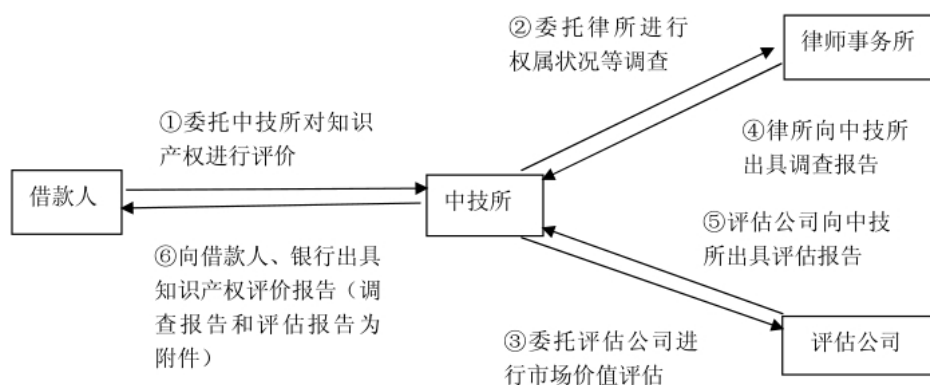 ②委托律所进行
权属状况等调查
律师事务所
①委托中技所对知识
产权进行评价
④律所向中技所
出具调查报告
借款人
中技所
⑤评估公司向中技
所出具评估报告
⑥向借款人、银行出具
知识产权评价报告（调
查报告和评估报告为
附件）
③委托评估公司进
行市场价值评估
评估公司